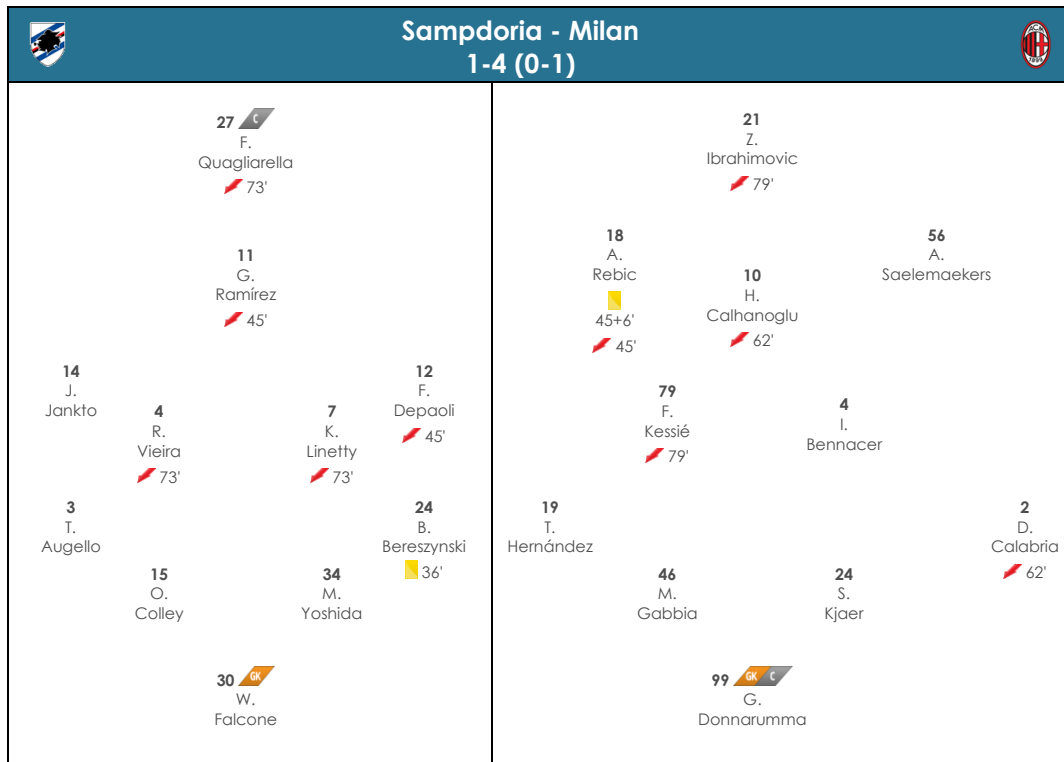 Sampdoria - Milan
1-4 (0-1)
27 C
F.
Quagliarella
73'
11
G.
Ramírez
45'
14
J.
Jankto
12
F.
Depaoli
45'
4
R.
Vieira
73'
7
K.
Linetty
73'
3
T.
Augello
24
B.
Bereszynski
36'
15
O.
Colley
34
M.
Yoshida
30 GK
W.
Falcone
21
Z.
Ibrahimovic
79'
18
A.
Rebic
45+6'
45'
56
A.
Saelemaekers
10
H.
Calhanoglu
62'
79
F.
Kessié
79'
4
I.
Bennacer
19
T.
Hernández
2
D.
Calabria
62'
46
M.
Gabbia
24
S.
Kjaer
99 GK C
G.
Donnarumma
ACM
1899